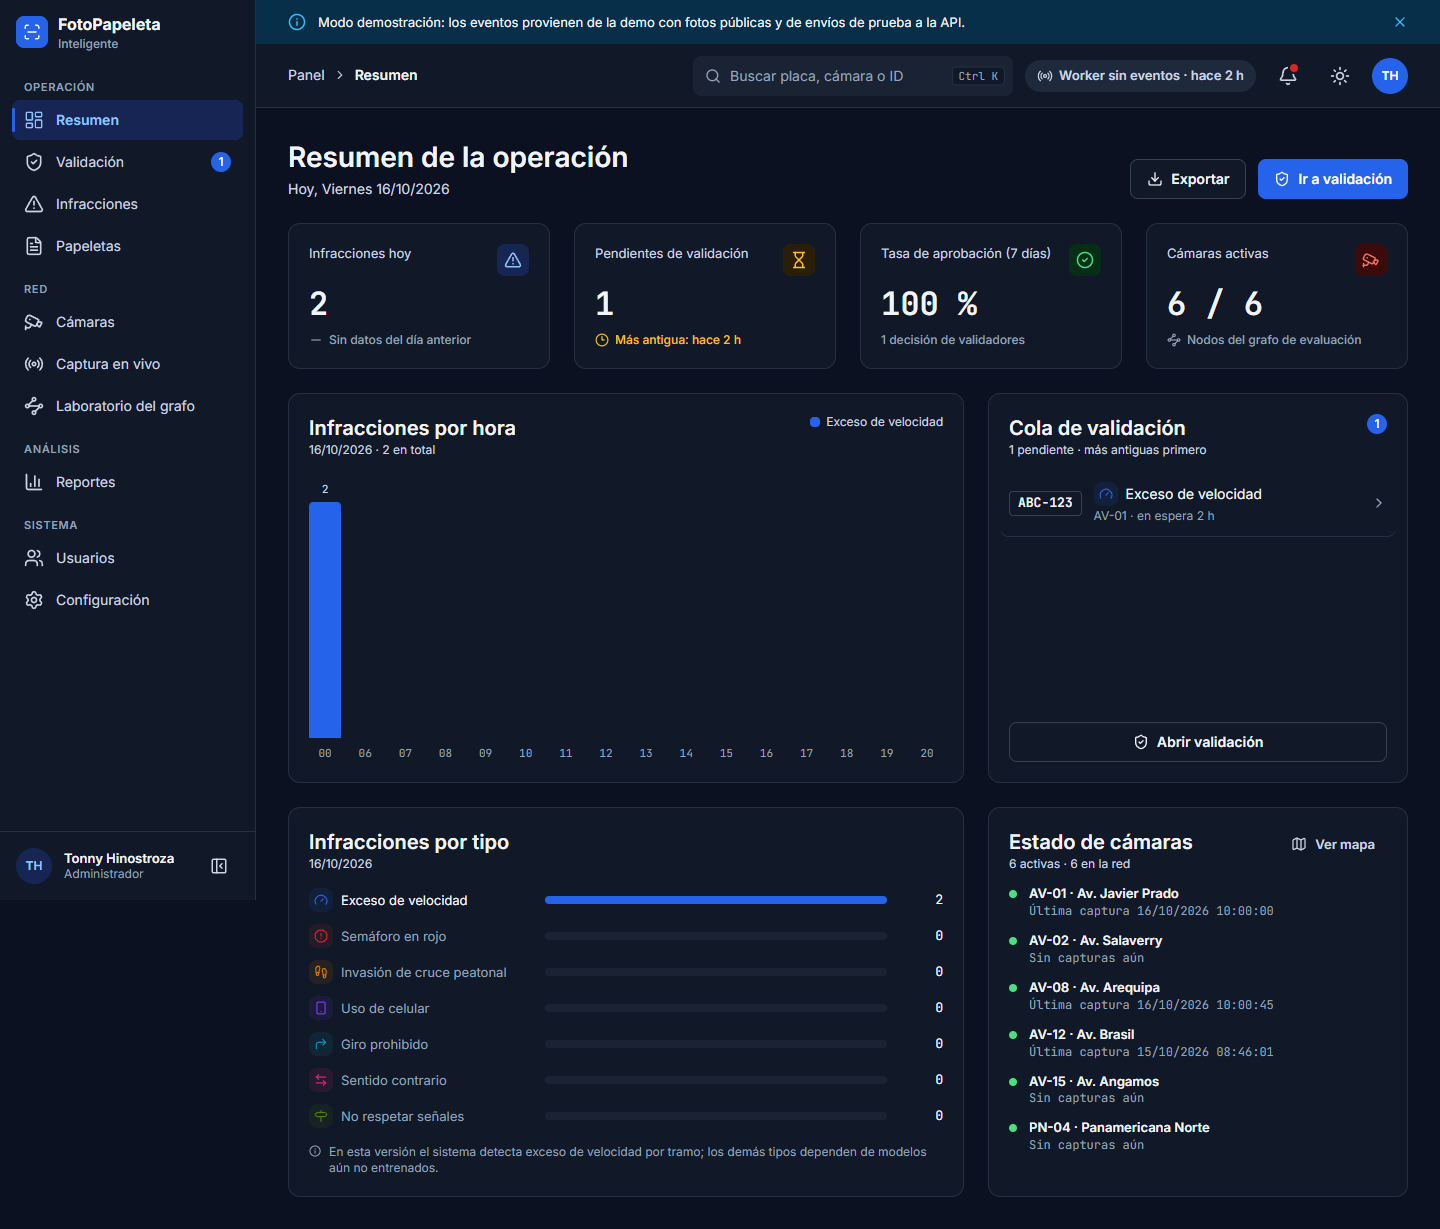 FotoPapeleta
Inteligente
OPERACIÓN
Resumen
Validación
1
Infracciones
Papeletas
RED
Cámaras
Captura en vivo
Laboratorio del grafo
ANÁLISIS
Reportes
SISTEMA
Usuarios
Configuración
TH
Tonny Hinostroza
Administrador
Modo demostración: los eventos provienen de la demo con fotos públicas y de envíos de prueba a la API.
Panel > Resumen
Buscar placa, cámara o ID
Ctrl K
Worker sin eventos · hace 2 h
TH
Resumen de la operación
Hoy, Viernes 16/10/2026
Exportar
Ir a validación
Infracciones hoy
2
— Sin datos del día anterior
Pendientes de validación
1
Más antigua: hace 2 h
Tasa de aprobación (7 días)
100 %
1 decisión de validadores
Cámaras activas
6 / 6
Nodos del grafo de evaluación
Infracciones por hora
16/10/2026 · 2 en total
Exceso de velocidad
2
00 06 07 08 09 10 11 12 13 14 15 16 17 18 19 20
Cola de validación
1
1 pendiente · más antiguas primero
ABC-123
Exceso de velocidad
AV-01 · en espera 2 h
Abrir validación
Infracciones por tipo
16/10/2026
Exceso de velocidad 2
Semáforo en rojo 0
Invasión de cruce peatonal 0
Uso de celular 0
Giro prohibido 0
Sentido contrario 0
No respetar señales 0
En esta versión el sistema detecta exceso de velocidad por tramo; los demás tipos dependen de modelos
aún no entrenados.
Estado de cámaras
Ver mapa
6 activas · 6 en la red
AV-01 · Av. Javier Prado
Última captura 16/10/2026 10:00:00
AV-02 · Av. Salaverry
Sin capturas aún
AV-08 · Av. Arequipa
Última captura 16/10/2026 10:00:45
AV-12 · Av. Brasil
Última captura 15/10/2026 08:46:01
AV-15 · Av. Angamos
Sin capturas aún
PN-04 · Panamericana Norte
Sin capturas aún